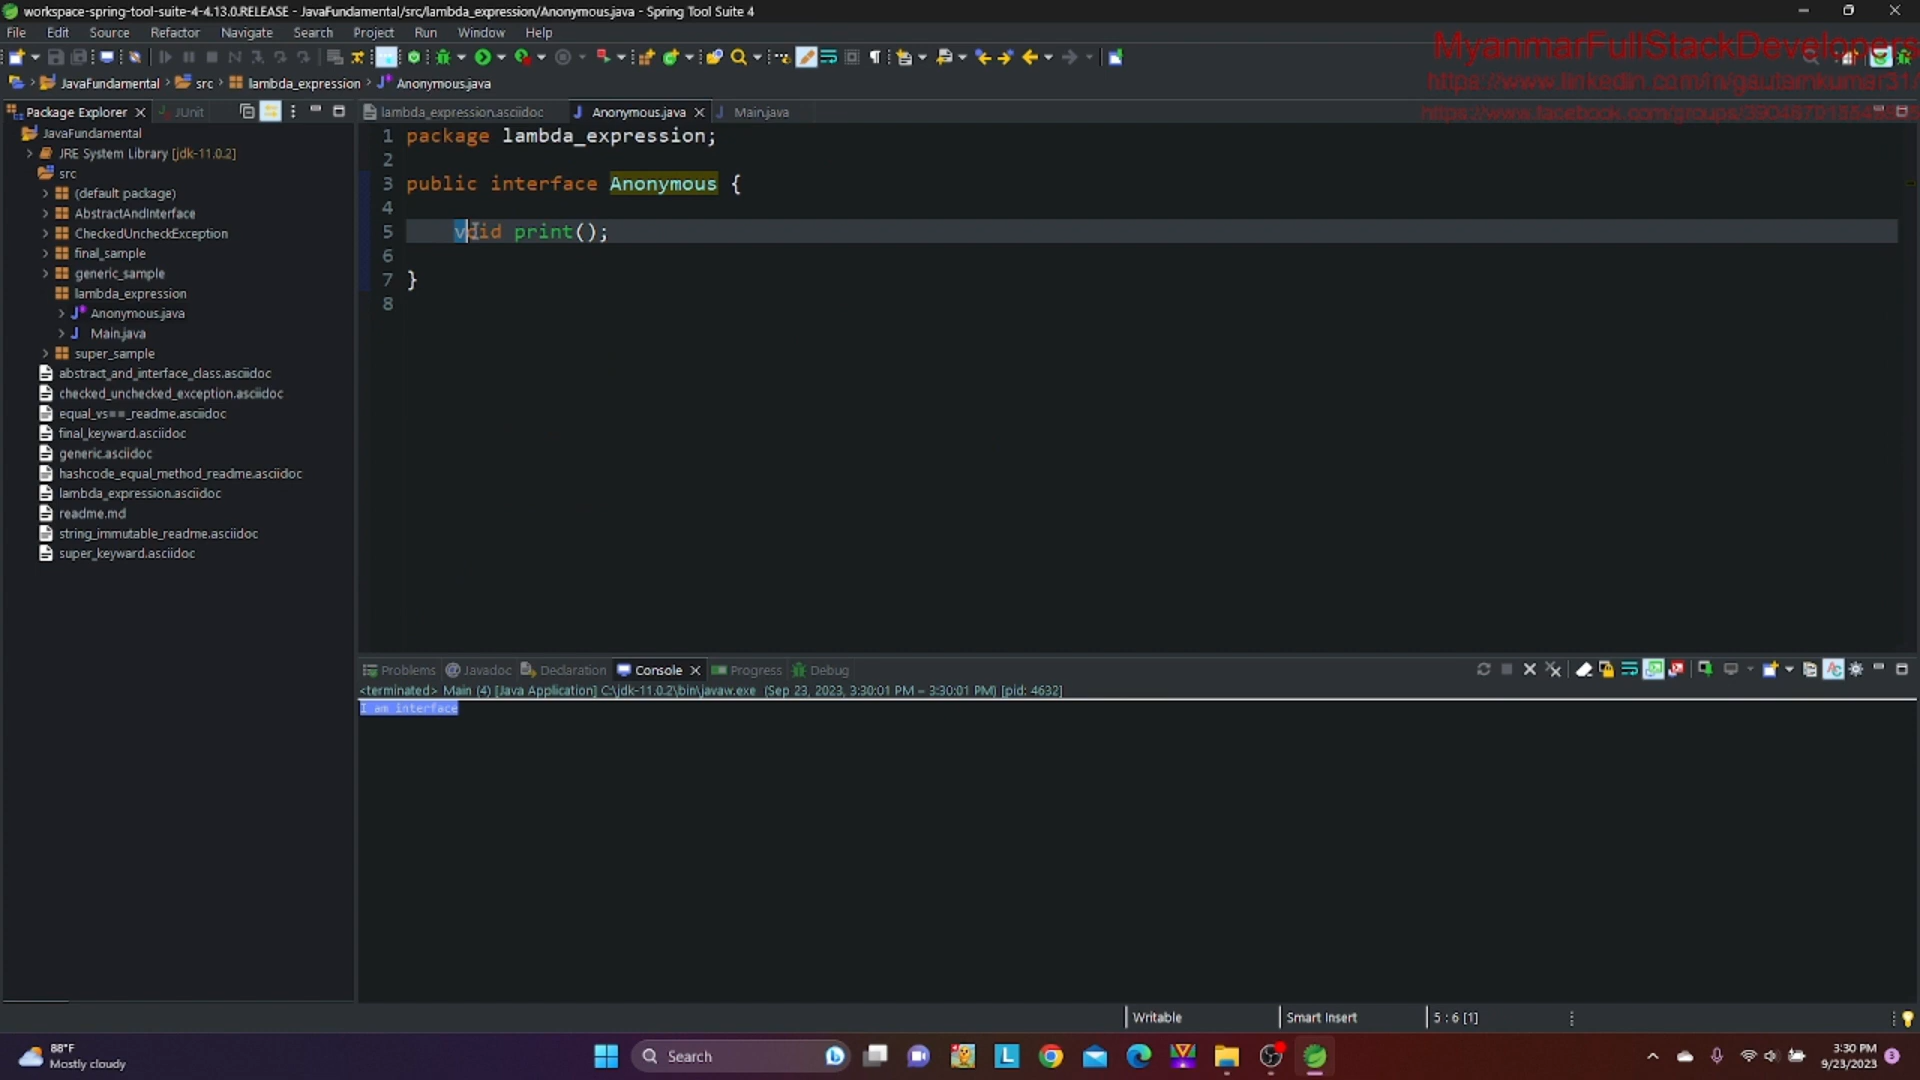 workspace-spring-tool-suite-4-4.13.0.RELEASE - JavaFundamental/src/lambda_expression/Anonymous.java - Spring Tool Suite 4
File Edit Source Refactor Navigate Search Project Run Window Help
MyanmarFullStackDevelopers
JavaFundamental src lambda_expression Anonymous.java
Package Explorer JUnit
lambda_expression.asciidoc Anonymous.java Main.java
JavaFundamental
JRE System Library [jdk-11.0.2]
src
(default package)
AbstractAndInterface
CheckedUncheckException
final_sample
generic_sample
lambda_expression
Anonymous.java
Main.java
super_sample
abstract_and_interface_class.asciidoc
checked_unchecked_exception.asciidoc
equal_vs==_readme.asciidoc
final_keyward.asciidoc
generic.asciidoc
hashcode_equal_method_readme.asciidoc
lambda_expression.asciidoc
readme.md
string_immutable_readme.asciidoc
super_keyward.asciidoc
1 package lambda_expression;
2
3 public interface Anonymous {
4
5 void print();
6
7 }
8
Problems Javadoc Declaration Console Progress Debug
<terminated> Main (4) [Java Application] C:\jdk-11.0.2\bin\javaw.exe (Sep 23, 2023, 3:30:01 PM – 3:30:01 PM) [pid: 4632]
I am interface
Writable Smart Insert 5 : 6 [1]
88°F
Mostly cloudy
Search
3:30 PM
9/23/2023
3